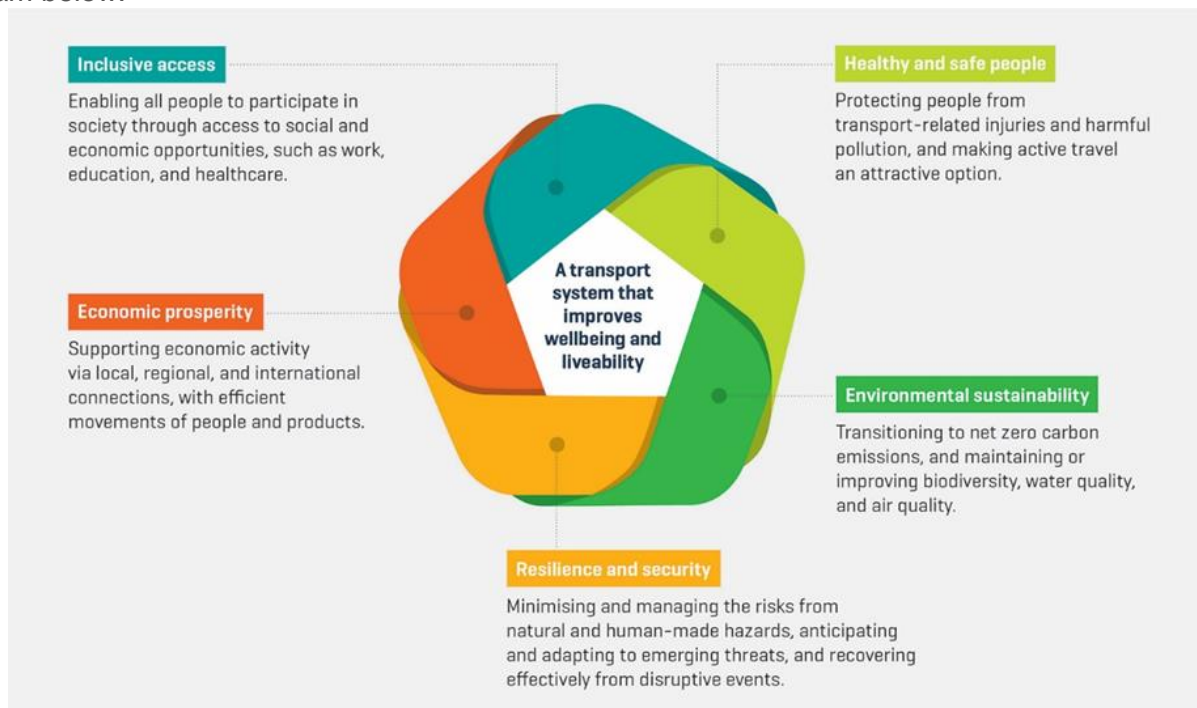 below.
Inclusive access
Enabling all people to participate in
society through access to social and
economic opportunities, such as work,
education, and healthcare.
Healthy and safe people
Protecting people from
transport-related injuries and harmful
pollution, and making active travel
an attractive option.
A transport
system that
improves
wellbeing and
liveability
Economic prosperity
Supporting economic activity
via local, regional, and international
connections, with efficient
movements of people and products.
Environmental sustainability
Transitioning to net zero carbon
emissions, and maintaining or
improving biodiversity, water quality,
and air quality.
Resilience and security
Minimising and managing the risks from
natural and human-made hazards, anticipating
and adapting to emerging threats, and recovering
effectively from disruptive events.